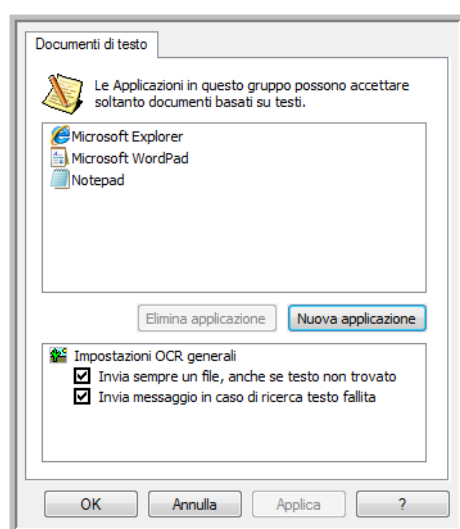 Documenti di testo
Le Applicazioni in questo gruppo possono accettare
soltanto documenti basati su testi.
Microsoft Explorer
Microsoft WordPad
Notepad
Elimina applicazione
Nuova applicazione
Impostazioni OCR generali
Invia sempre un file, anche se testo non trovato
Invia messaggio in caso di ricerca testo fallita
OK
Annulla
Applica
?